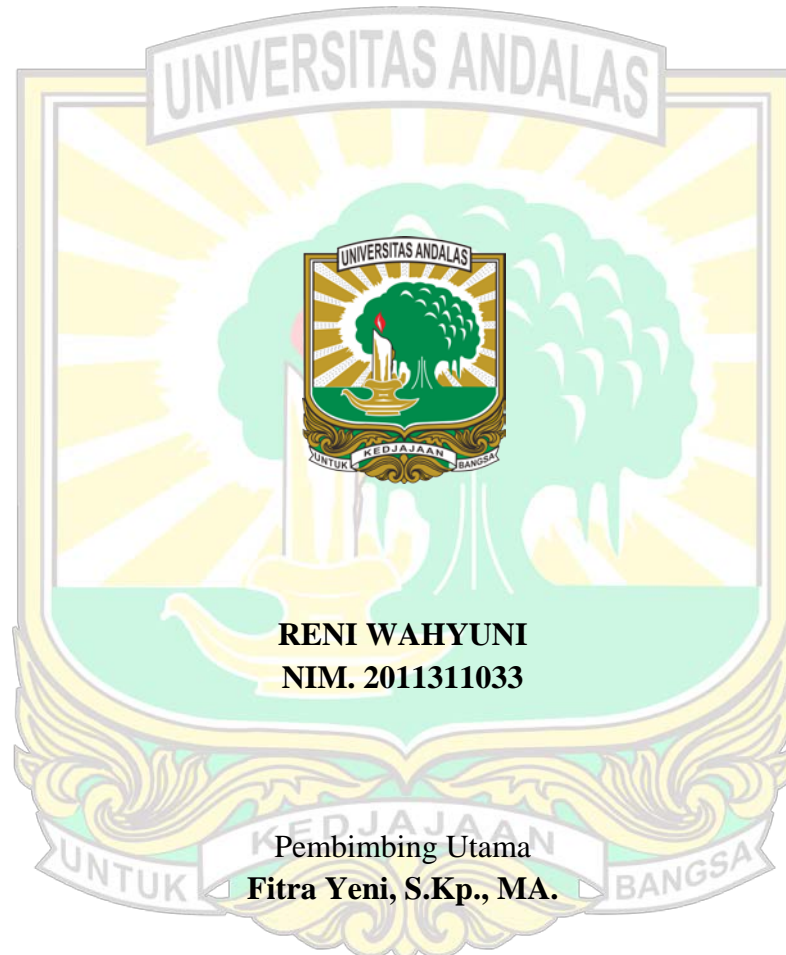 UNIVERSITAS ANDALAS
UNIVERSITAS ANDALAS
UNTUK KEDJAJAAN BANGSA
RENI WAHYUNI
NIM. 2011311033
Pembimbing Utama
Fitra Yeni, S.Kp., MA.
UNTUK KEDJAJAAN BANGSA